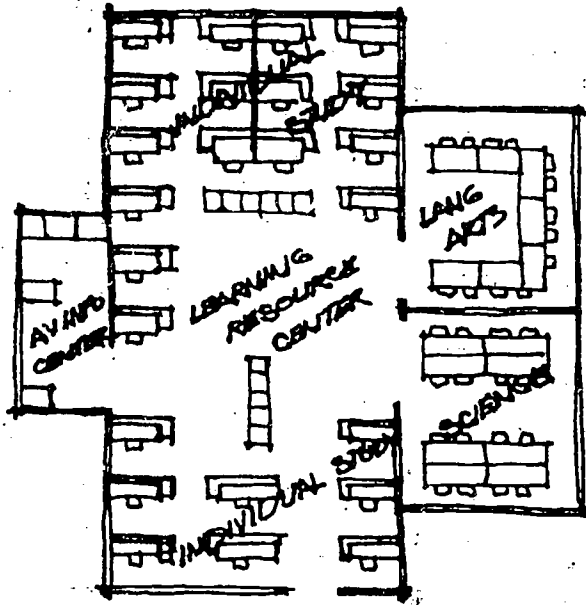 INDIVIDUAL
STUDY
LANG
ARTS
LEARNING
RESOURCE
CENTER
AV INFO
CENTER
SCIENCE
INDIVIDUAL STUDY